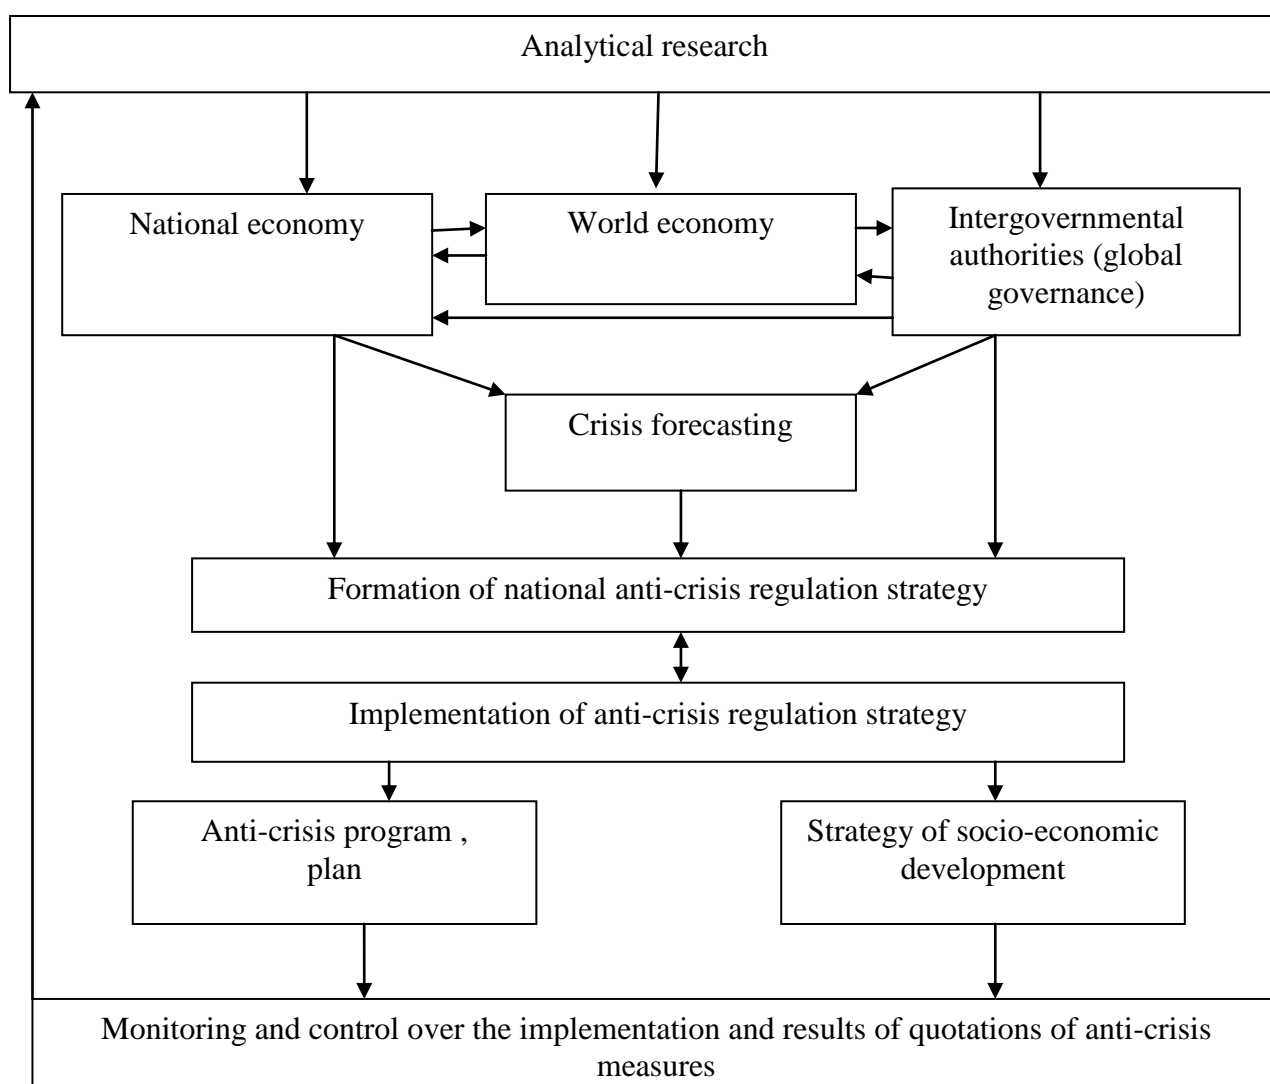 Analytical research
National economy
World economy
Intergovernmental
authorities (global
governance)
Crisis forecasting
Formation of national anti-crisis regulation strategy
Implementation of anti-crisis regulation strategy
Anti-crisis program ,
plan
Strategy of socio-economic
development
Monitoring and control over the implementation and results of quotations of anti-crisis
measures